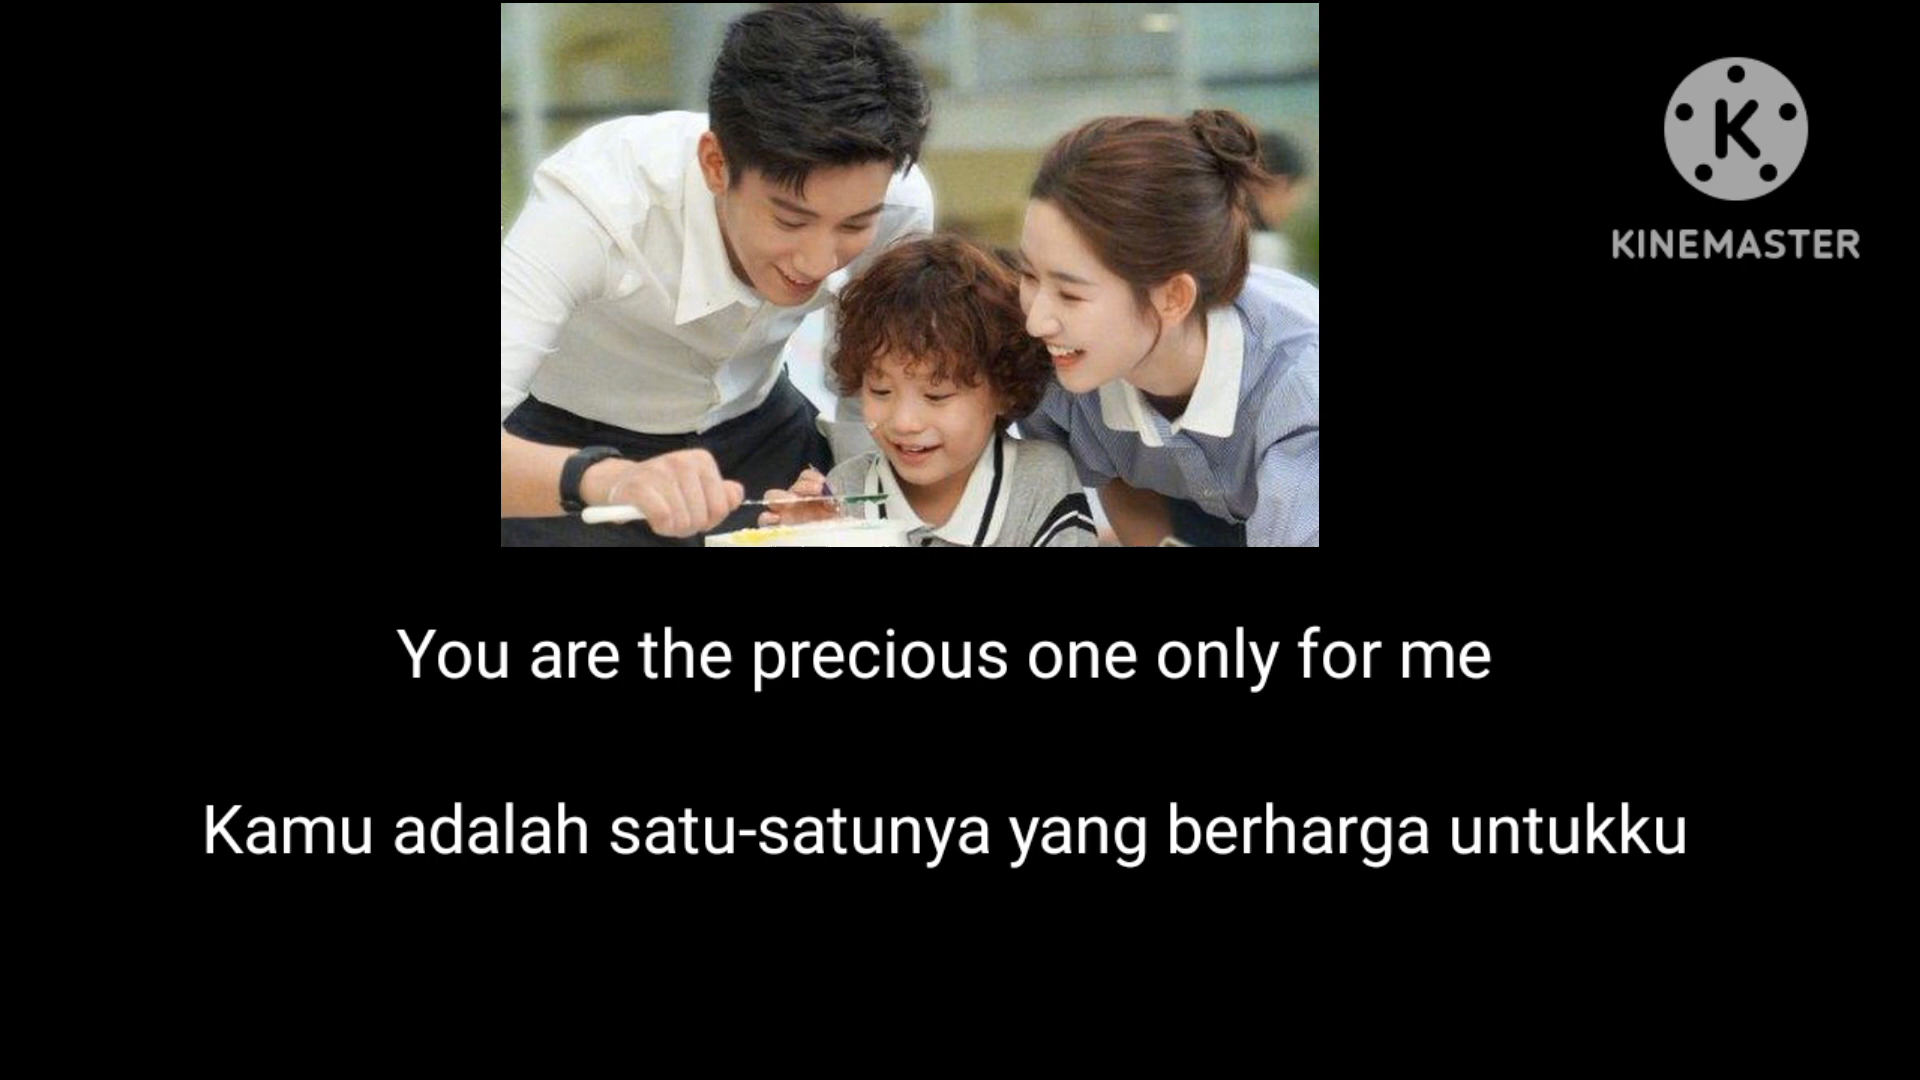 K
KINEMASTER
You are the precious one only for me
Kamu adalah satu-satunya yang berharga untukku